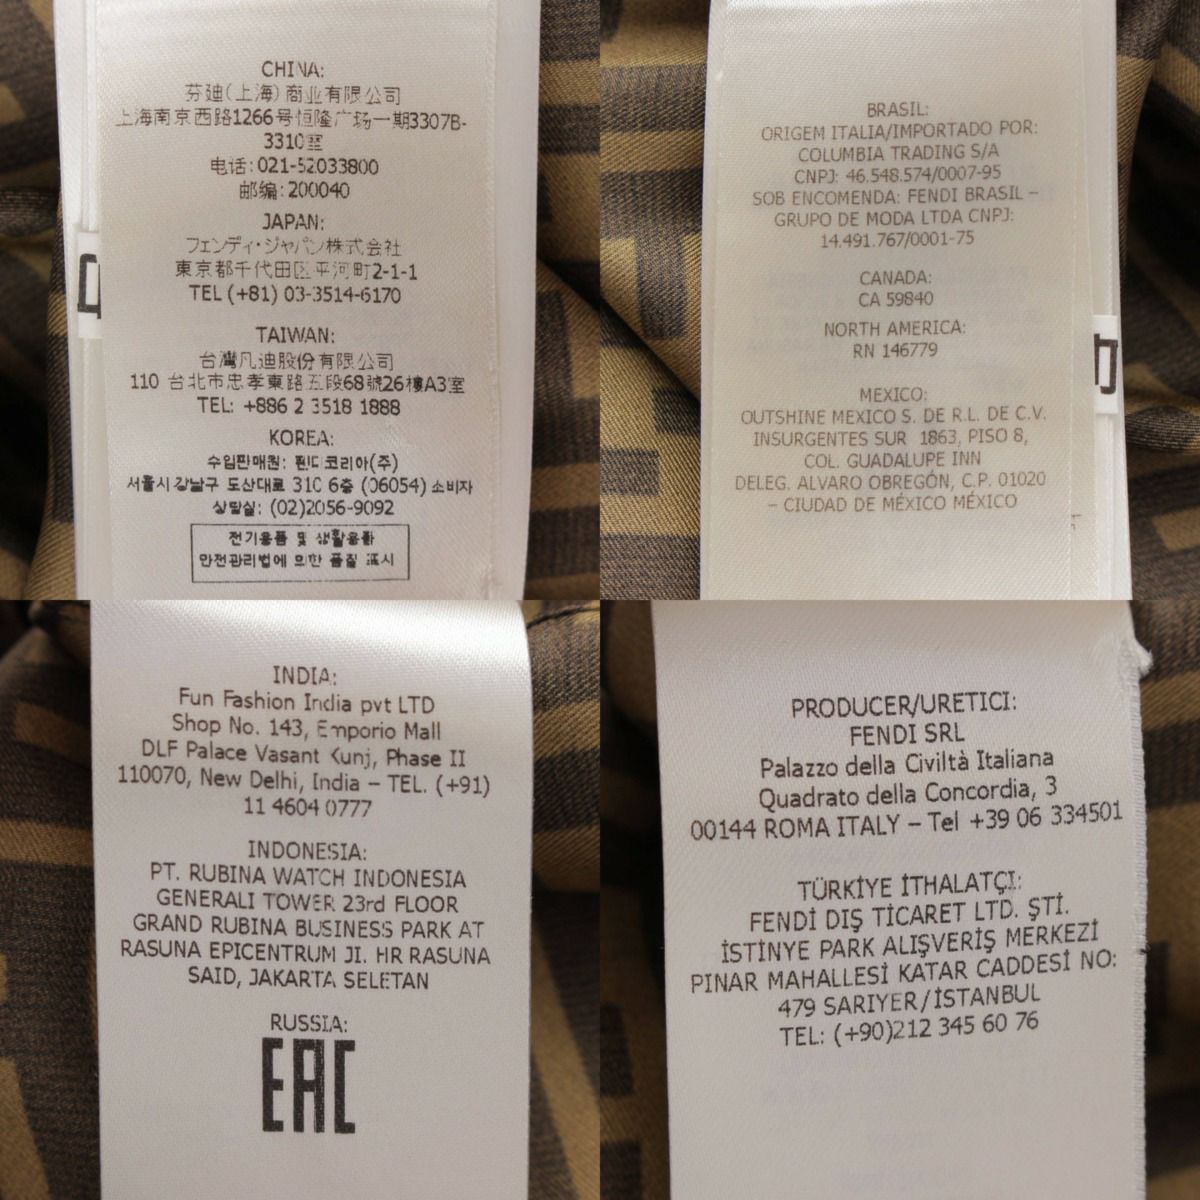 CHINA:
芬迪(上海)商业有限公司
上海南京西路1266号恒隆广场一期3307B-
3310室
电话:021-52033800
邮编:200040
JAPAN:
フェンディ・ジャパン株式会社
東京都千代田区平河町2-1-1
TEL (+81) 03-3514-6170
TAIWAN:
台灣凡迪股份有限公司
110 台北市忠孝東路五段68號26樓A3室
TEL: +886 2 3518 1888
KOREA:
수입판매원: 펜디코리아(주)
서울시 강남구 도산대로 310 6층 (06054) 소비자
상담실: (02)2056-9092
전기용품 및 생활용품
안전관리법에 의한 품질 표시
BRASIL:
ORIGEM ITALIA/IMPORTADO POR:
COLUMBIA TRADING S/A
CNPJ: 46.548.574/0007-95
SOB ENCOMENDA: FENDI BRASIL –
GRUPO DE MODA LTDA CNPJ:
14.491.767/0001-75
CANADA:
CA 59840
NORTH AMERICA:
RN 146779
MEXICO:
OUTSHINE MEXICO S. DE R.L. DE C.V.
INSURGENTES SUR 1863, PISO 8,
COL. GUADALUPE INN
DELEG. ALVARO OBREGÓN, C.P. 01020
– CIUDAD DE MÉXICO MÉXICO
INDIA:
Fun Fashion India pvt LTD
Shop No. 143, Emporio Mall
DLF Palace Vasant Kunj, Phase II
110070, New Delhi, India – TEL. (+91)
11 4604 0777
INDONESIA:
PT. RUBINA WATCH INDONESIA
GENERALI TOWER 23rd FLOOR
GRAND RUBINA BUSINESS PARK AT
RASUNA EPICENTRUM JI. HR RASUNA
SAID, JAKARTA SELETAN
RUSSIA:
EAC
PRODUCER/URETICI:
FENDI SRL
Palazzo della Civiltà Italiana
Quadrato della Concordia, 3
00144 ROMA ITALY – Tel +39 06 334501
TÜRKİYE İTHALATÇI:
FENDİ DIŞ TİCARET LTD. ŞTİ.
İSTİNYE PARK ALIŞVERİŞ MERKEZİ
PINAR MAHALLESİ KATAR CADDESİ NO:
479 SARIYER/İSTANBUL
TEL: (+90)212 345 60 76